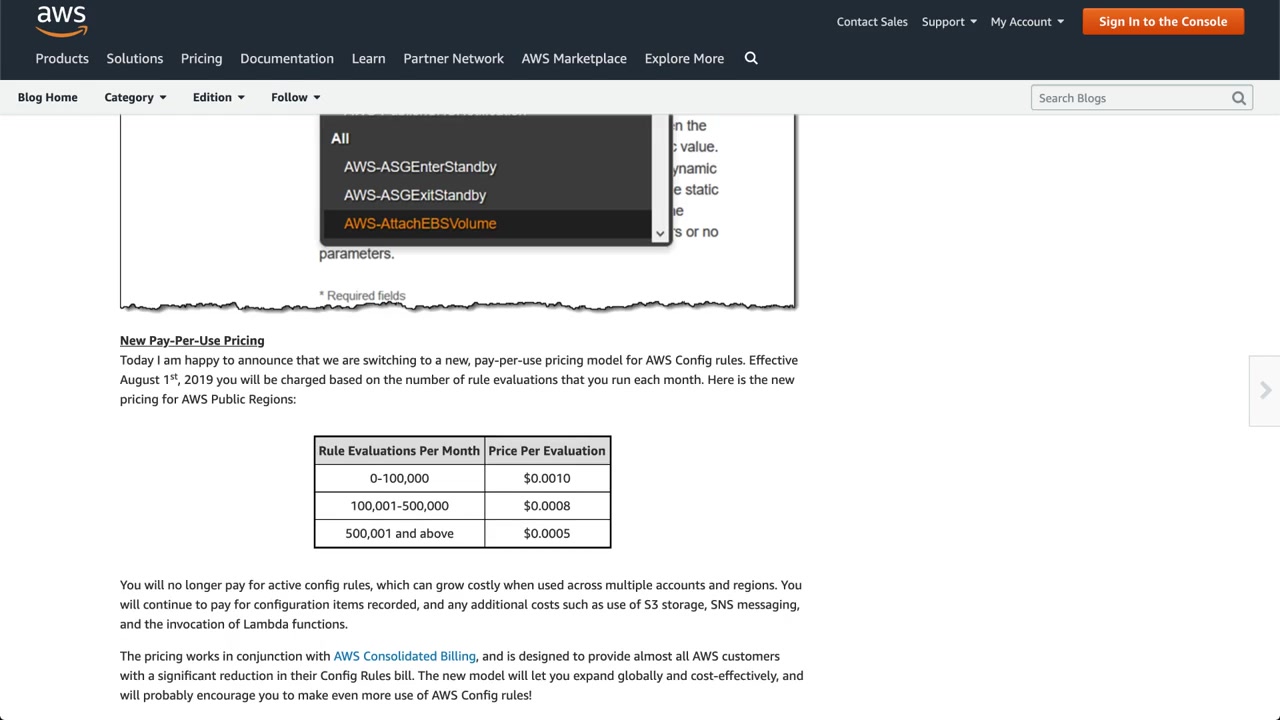 aws
Contact Sales Support My Account Sign In to the Console
Products Solutions Pricing Documentation Learn Partner Network AWS Marketplace Explore More
Blog Home Category Edition Follow Search Blogs
n the
All
value.
AWS-ASGEnterStandby
ynamic
AWS-ASGExitStandby
e static
AWS-AttachEBSVolume
s or no
parameters.
* Required fields
New Pay-Per-Use Pricing
Today I am happy to announce that we are switching to a new, pay-per-use pricing model for AWS Config rules. Effective
August 1st, 2019 you will be charged based on the number of rule evaluations that you run each month. Here is the new
pricing for AWS Public Regions:
Rule Evaluations Per Month Price Per Evaluation
0-100,000 $0.0010
100,001-500,000 $0.0008
500,001 and above $0.0005
You will no longer pay for active config rules, which can grow costly when used across multiple accounts and regions. You
will continue to pay for configuration items recorded, and any additional costs such as use of S3 storage, SNS messaging,
and the invocation of Lambda functions.
The pricing works in conjunction with AWS Consolidated Billing, and is designed to provide almost all AWS customers
with a significant reduction in their Config Rules bill. The new model will let you expand globally and cost-effectively, and
will probably encourage you to make even more use of AWS Config rules!